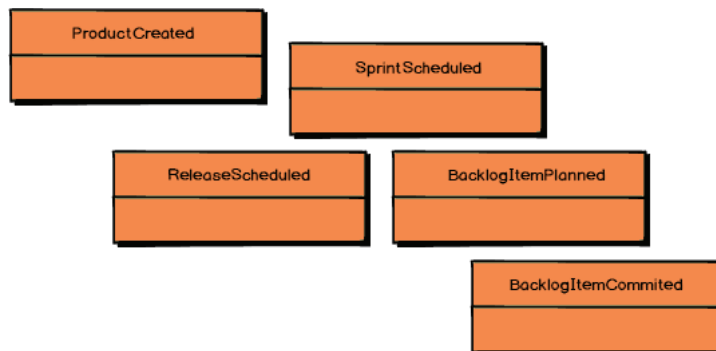 ProductCreated
SprintScheduled
ReleaseScheduled
BacklogItemPlanned
BacklogItemCommited